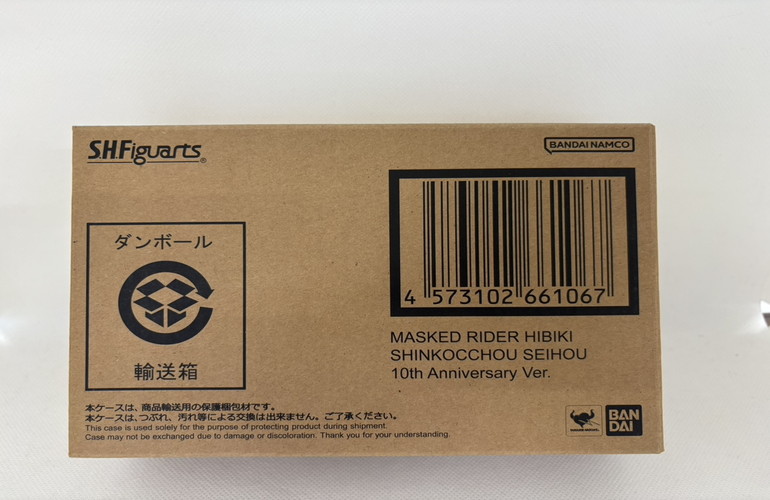 S.H.Figuarts®
BANDAI NAMCO
ダンボール
輸送箱
4 573102 661067
MASKED RIDER HIBIKI
SHINKOCCHOU SEIHOU
10th Anniversary Ver.
本ケースは、商品輸送用の保護梱包材です。
本ケースは、つぶれ、汚れ等による交換は出来ません。ご了承ください。
This case is used solely for the purpose of protecting product during shipment.
Case may not be exchanged due to damage or discoloration. Thank you for your understanding.
BAN
DAI